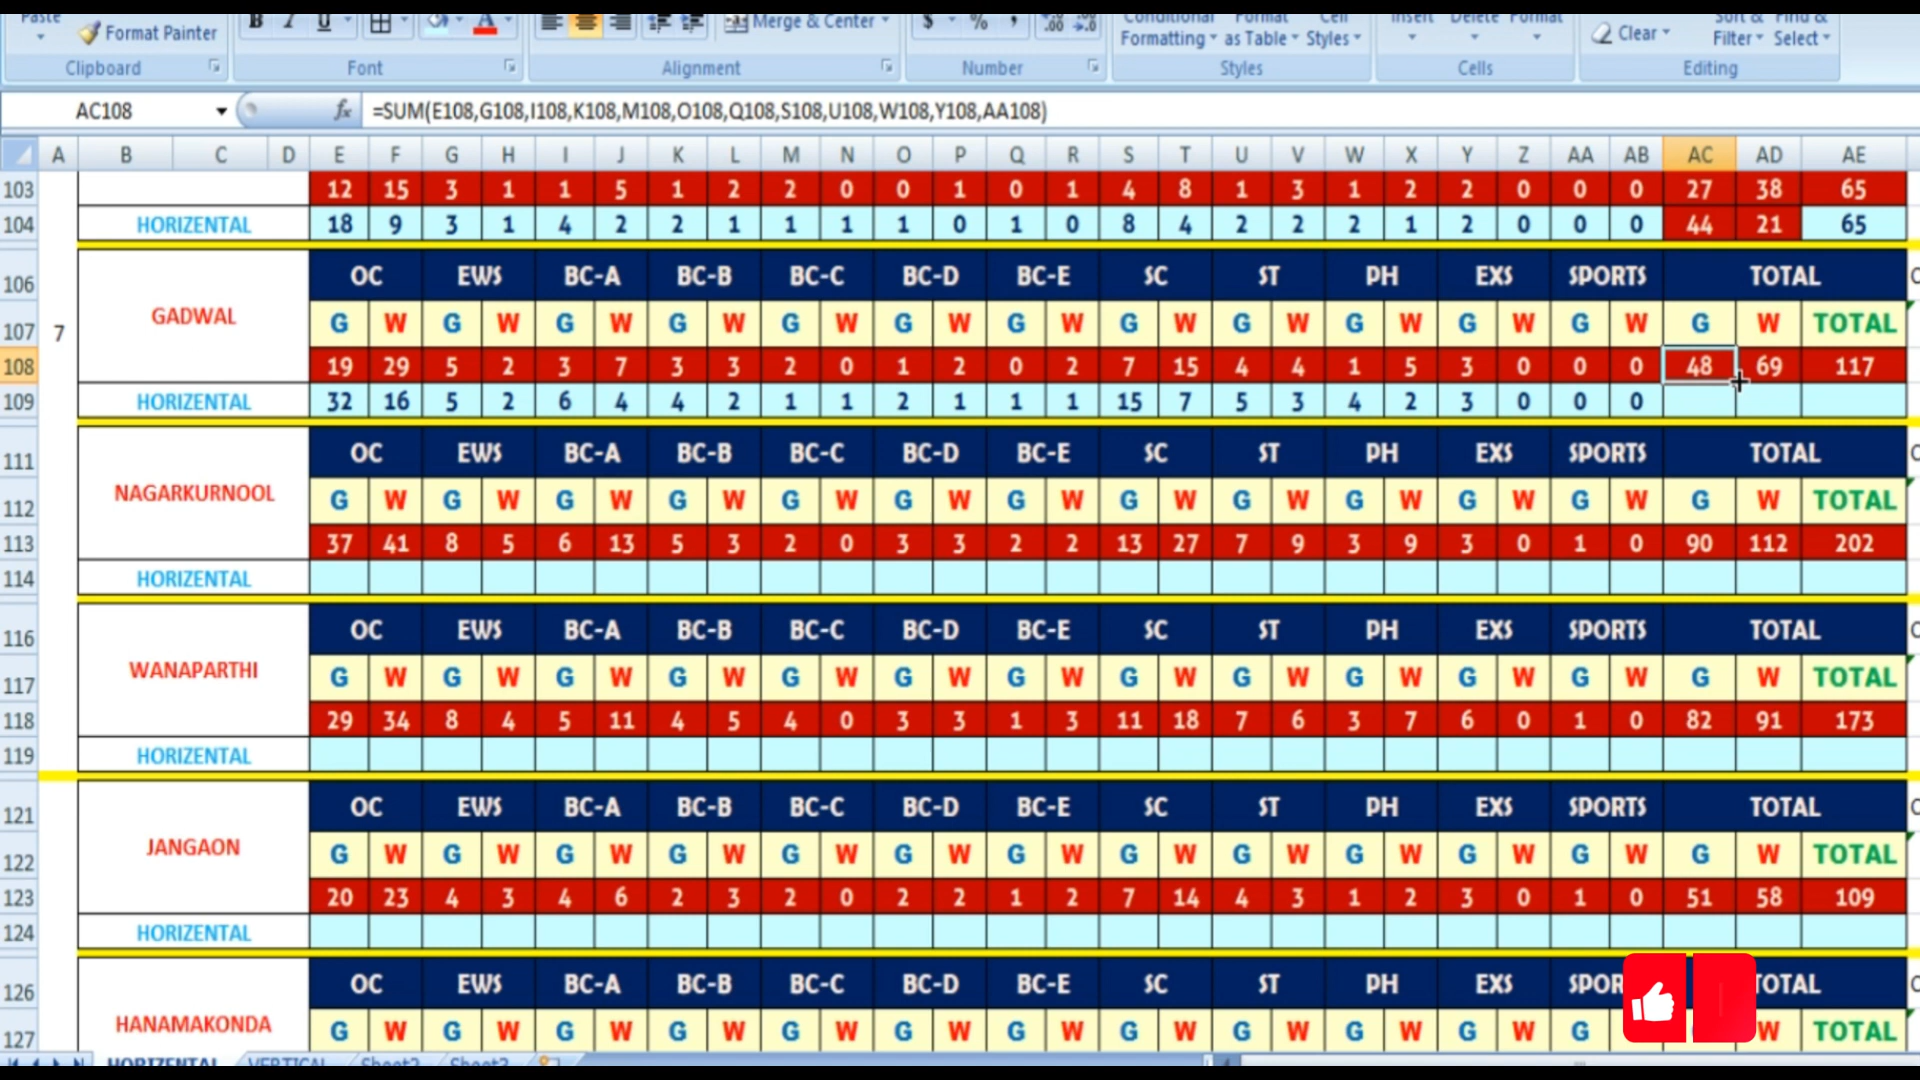 Paste
Format Painter
B I U
Merge & Center
$ % ,
Conditional Format Cell
Formatting as Table Styles
Insert Delete Format
Clear
Sort & Find &
Filter Select
Clipboard Font Alignment Number Styles Cells Editing
AC108 fx =SUM(E108,G108,I108,K108,M108,O108,Q108,S108,U108,W108,Y108,AA108)
A B C D E F G H I J K L M N O P Q R S T U V W X Y Z AA AB AC AD AE
103 12 15 3 1 1 5 1 2 2 0 0 1 0 1 4 8 1 3 1 2 2 0 0 0 27 38 65
104 HORIZENTAL 18 9 3 1 4 2 2 1 1 1 1 0 1 0 8 4 2 2 2 1 2 0 0 0 44 21 65
106 OC EWS BC-A BC-B BC-C BC-D BC-E SC ST PH EXS SPORTS TOTAL
GADWAL
107 7 G W G W G W G W G W G W G W G W G W G W G W G W G W TOTAL
108 19 29 5 2 3 7 3 3 2 0 1 2 0 2 7 15 4 4 1 5 3 0 0 0 48 69 117
109 HORIZENTAL 32 16 5 2 6 4 4 2 1 1 2 1 1 1 15 7 5 3 4 2 3 0 0 0
111 OC EWS BC-A BC-B BC-C BC-D BC-E SC ST PH EXS SPORTS TOTAL
NAGARKURNOOL
112 G W G W G W G W G W G W G W G W G W G W G W G W G W TOTAL
113 37 41 8 5 6 13 5 3 2 0 3 3 2 2 13 27 7 9 3 9 3 0 1 0 90 112 202
114 HORIZENTAL
116 OC EWS BC-A BC-B BC-C BC-D BC-E SC ST PH EXS SPORTS TOTAL
WANAPARTHI
117 G W G W G W G W G W G W G W G W G W G W G W G W G W TOTAL
118 29 34 8 4 5 11 4 5 4 0 3 3 1 3 11 18 7 6 3 7 6 0 1 0 82 91 173
119 HORIZENTAL
121 OC EWS BC-A BC-B BC-C BC-D BC-E SC ST PH EXS SPORTS TOTAL
JANGAON
122 G W G W G W G W G W G W G W G W G W G W G W G W G W TOTAL
123 20 23 4 3 4 6 2 3 2 0 2 2 1 2 7 14 4 3 1 2 3 0 1 0 51 58 109
124 HORIZENTAL
126 OC EWS BC-A BC-B BC-C BC-D BC-E SC ST PH EXS SPOR TOTAL
HANAMAKONDA
127 G W G W G W G W G W G W G W G W G W G W G W G W TOTAL
HORIZENTAL VERTICAL Sheet2 Sheet3